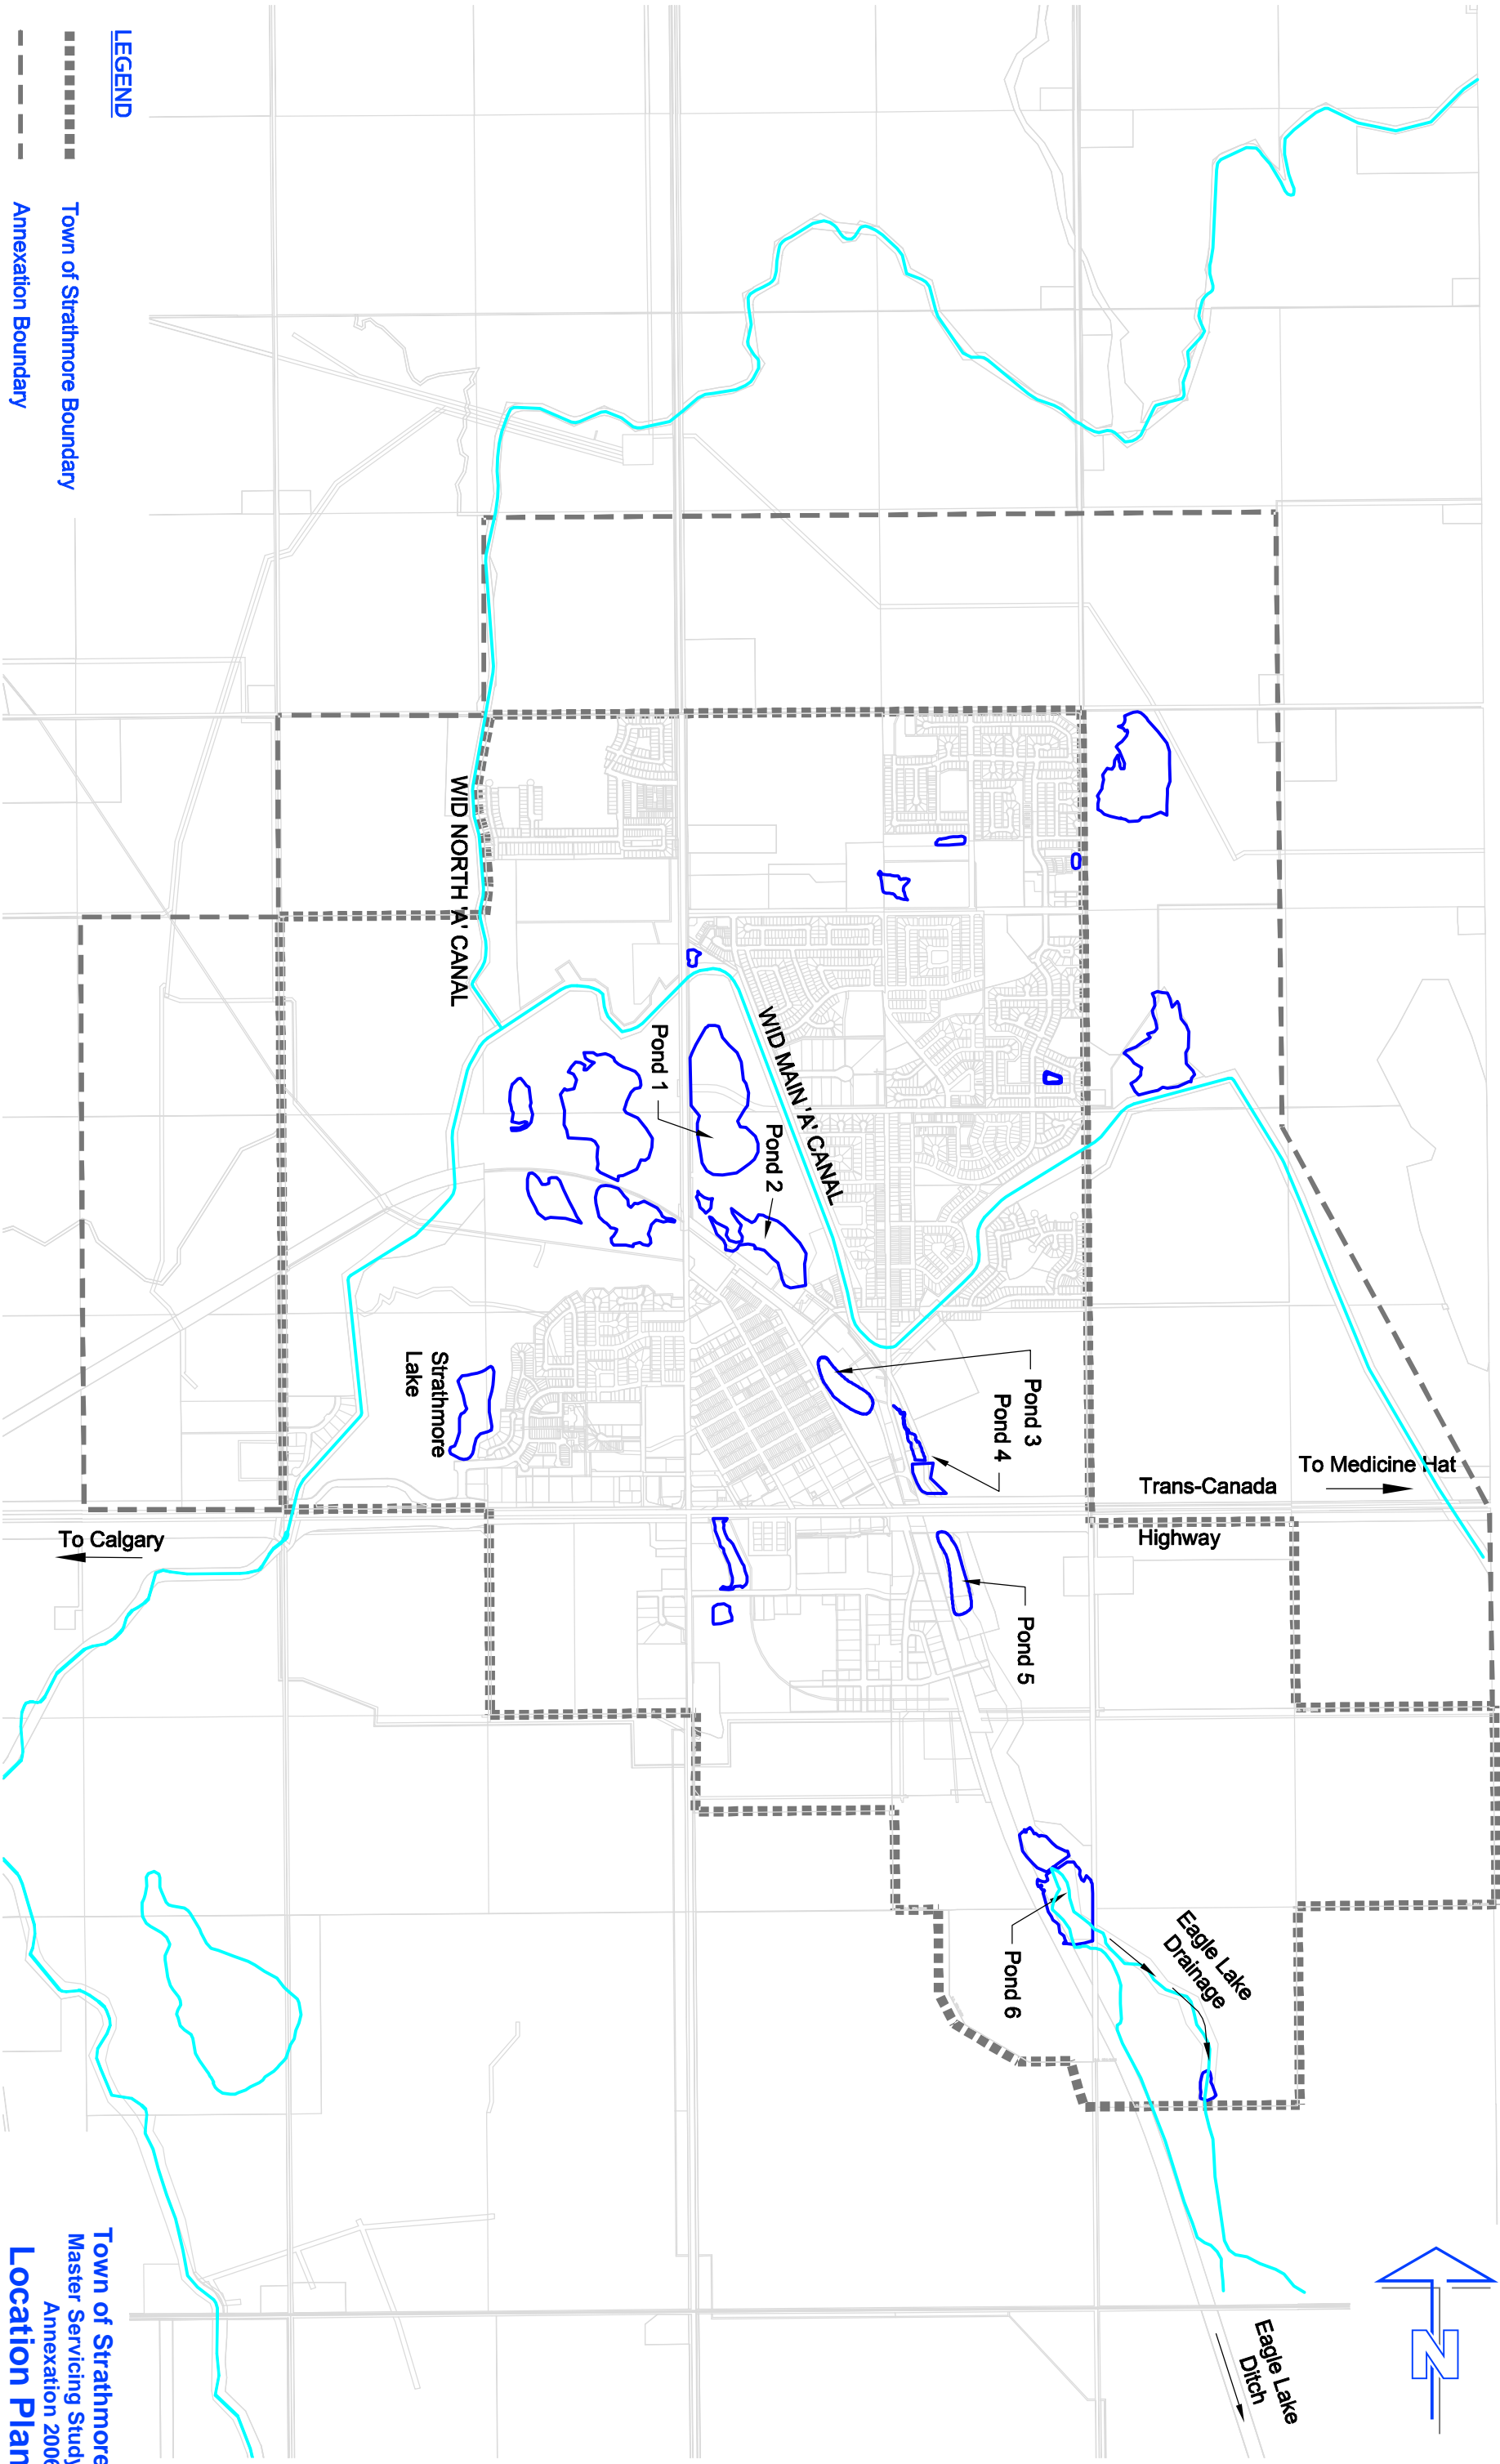 LEGEND
Town of Strathmore Boundary
Annexation Boundary
WID NORTH 'A' CANAL
WID MAIN 'A' CANAL
Pond 1
Pond 2
Strathmore
Lake
Pond 3
Pond 4
To Medicine Hat
Trans-Canada
Highway
To Calgary
Pond 5
Pond 6
Eagle Lake
Drainage
Eagle Lake
Ditch
N
Town of Strathmore
Master Servicing Study
Annexation 2006
Location Plan